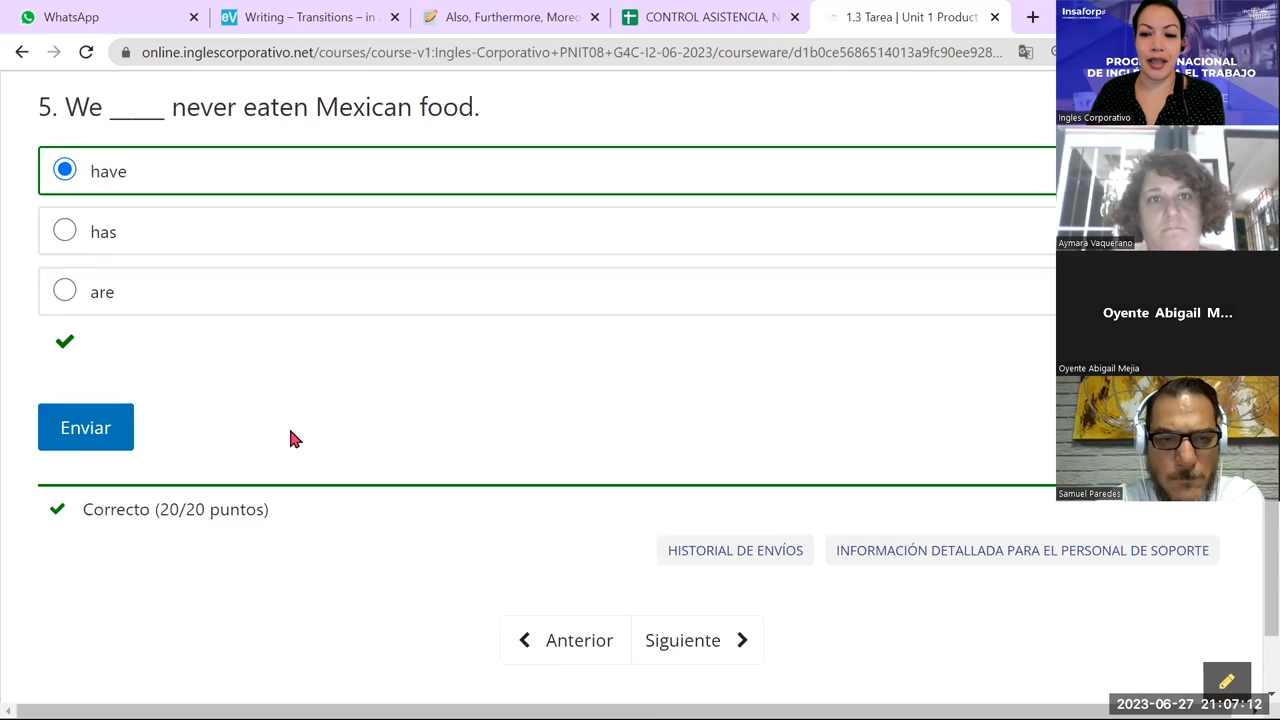 WhatsApp
Writing – Transitions
Also, Furthermore,
CONTROL ASISTENCIA, N
1.3 Tarea | Unit 1 Product
online.inglescorporativo.net/courses/course-v1:Ingles-Corporativo+PNIT08+G4C-I2-06-2023/courseware/d1b0ce5686514013a9fc90ee928...
5. We _____ never eaten Mexican food.
have
has
are
Enviar
Correcto (20/20 puntos)
HISTORIAL DE ENVÍOS
INFORMACIÓN DETALLADA PARA EL PERSONAL DE SOPORTE
Anterior
Siguiente
Insaforp
Ingles Corporativo
Aymara Vaquerano
Oyente Abigail M...
Oyente Abigail Mejia
Samuel Paredes
2023-06-27 21:07:12